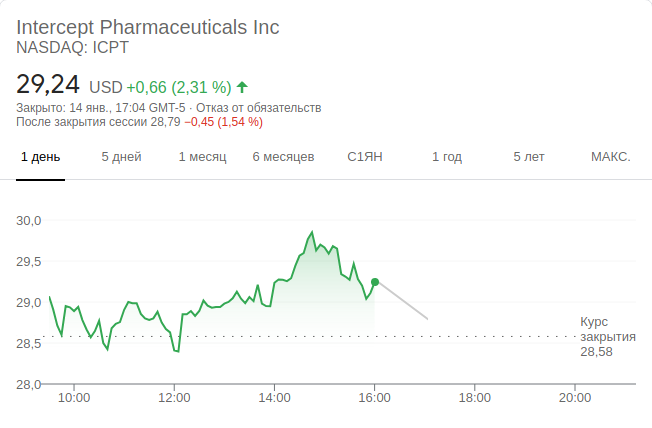 Intercept Pharmaceuticals Inc
NASDAQ: ICPT
29,24 USD +0,66 (2,31 %)
Закрыто: 14 янв., 17:04 GMT-5 · Отказ от обязательств
После закрытия сессии 28,79 −0,45 (1,54 %)
1 день 5 дней 1 месяц 6 месяцев С1ЯН 1 год 5 лет МАКС.
30,0
29,5
29,0
28,5
28,0
Курс
закрытия
28,58
10:00 12:00 14:00 16:00 18:00 20:00